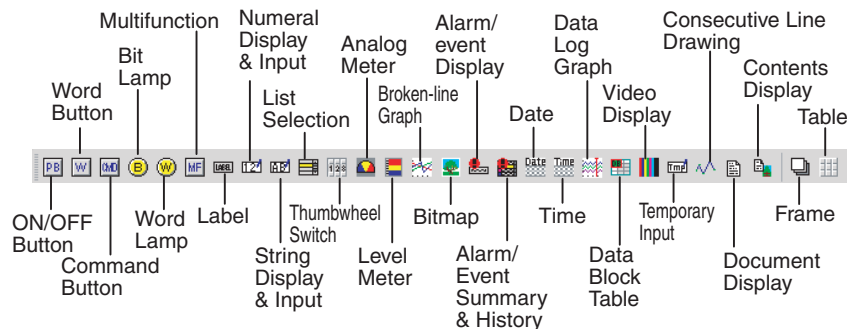 Multifunction
Numeral
Display
& Input
Analog
Meter
Alarm/
event
Display
Data
Log
Graph
Consecutive Line
Drawing
Bit
Lamp
Word
Button
List
Selection
Broken-line
Graph
Date
Video
Display
Contents
Display
Table
PB W CMD B W MF LABEL 12 AB 123 Date Time Tmp
ON/OFF
Button
Command
Button
Word
Lamp
Label
String
Display
& Input
Thumbwheel
Switch
Level
Meter
Bitmap
Alarm/
Event
Summary
& History
Time
Data
Block
Table
Temporary
Input
Document
Display
Frame